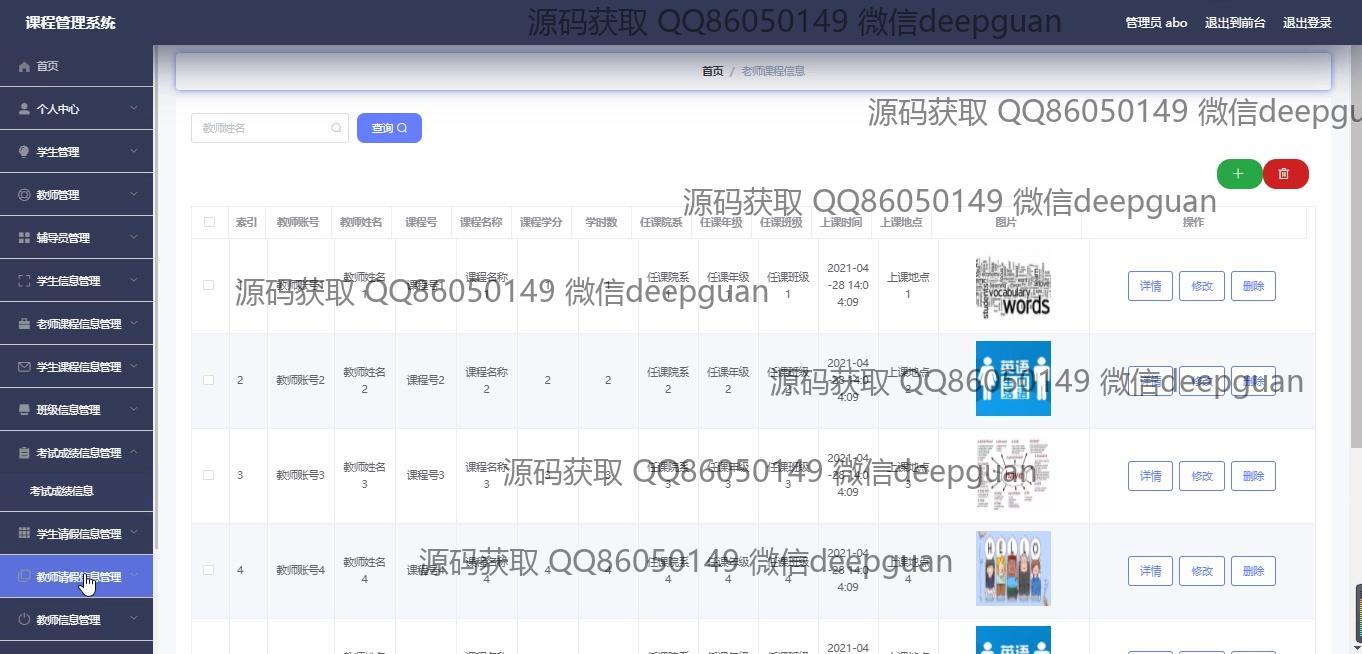 课程管理系统
管理员 abo 退出到前台 退出登录
源码获取 QQ86050149 微信deepguan
首页
个人中心
学生管理
教师管理
辅导员管理
学生信息管理
老师课程信息管理
学生课程信息管理
班级信息管理
考试成绩信息管理
考试成绩信息
学生请假信息管理
教师请假信息管理
教师信息管理
首页 / 老师课程信息
源码获取 QQ86050149 微信deepgu
教师姓名 查询
源码获取 QQ86050149 微信deepguan
索引 教师账号 教师姓名 课程号 课程名称 课程学分 学时数 任课院系 任课年级 任课班级 上课时间 上课地点 图片 操作
教师姓名 课程号1 课程名称 任课院系1 任课年级1 任课班级1 2021-04-28 14:04:09 上课地点1 详情 修改 删除
vocabulary
words
源码获取 QQ86050149 微信deepguan
2 教师账号2 教师姓名2 课程号2 课程名称2 2 2 任课院系2 任课年级2 任课班级2 2021-04-28 14:04:09 上课地点2 详情 修改 删除
英语
源码获取 QQ86050149 微信deepguan
3 教师账号3 教师姓名3 课程号3 课程名称3 3 3 任课院系3 任课年级3 任课班级3 2021-04-28 14:04:09 上课地点3 详情 修改 删除
源码获取 QQ86050149 微信deepguan
4 教师账号4 教师姓名4 课程号4 课程名称4 4 4 任课院系4 任课年级4 任课班级4 2021-04-28 14:04:09 上课地点4 详情 修改 删除
HELLO
源码获取 QQ86050149 微信deepguan
2021-04
英语